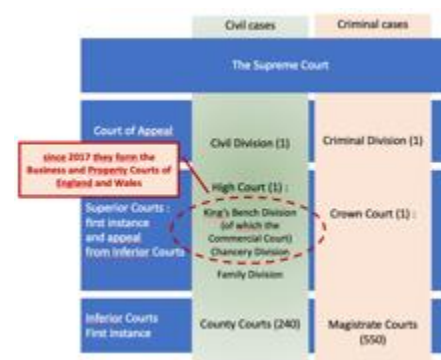 Civil cases
Criminal cases
The Supreme Court
Court of Appeal
Civil Division (1)
Criminal Division (1)
since 2017 they form the
Business and Property Courts of
England and Wales
High Court (1) :
Superior Courts :
first instance
and appeal
from Inferior Courts
King's Bench Division
(of which the
Commercial Court)
Chancery Division
Family Division
Crown Court (1) :
Inferior Courts
First Instance
County Courts (240)
Magistrate Courts
(550)